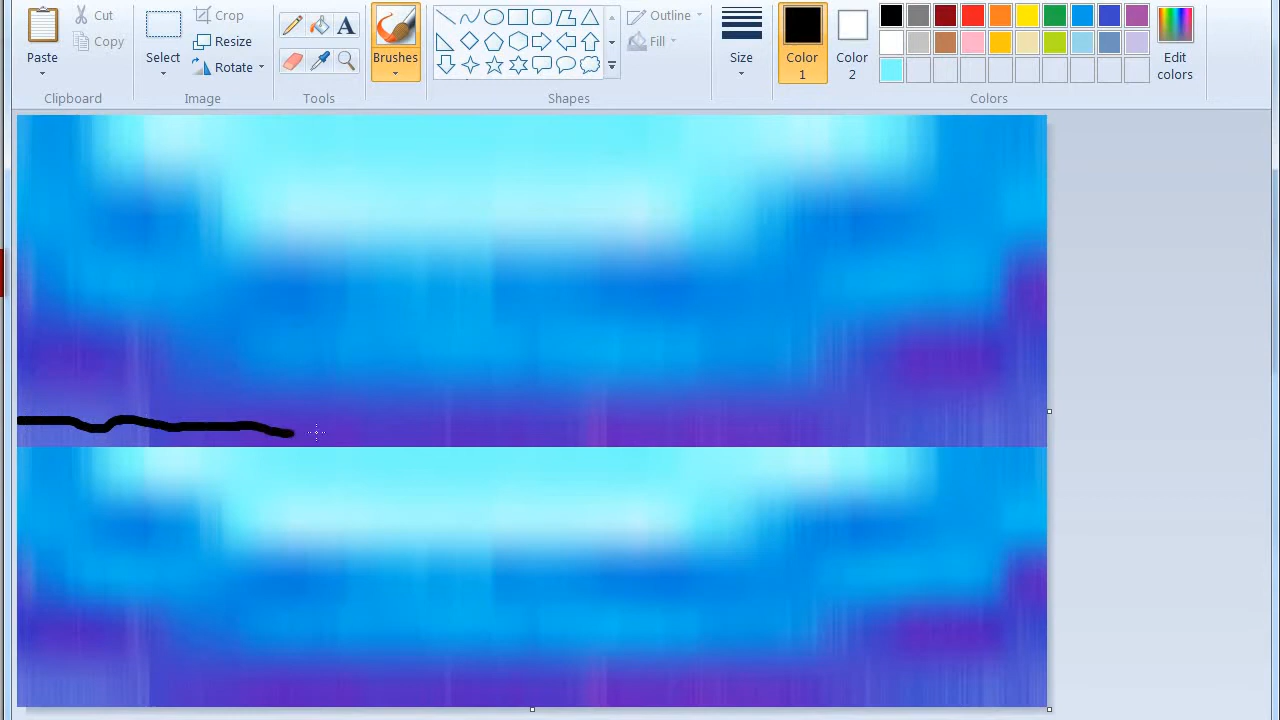 Paste
Cut
Copy
Clipboard
Select
Crop
Resize
Rotate
Image
A
Tools
Brushes
Outline
Fill
Shapes
Size
Color
1
Color
2
Edit
colors
Colors